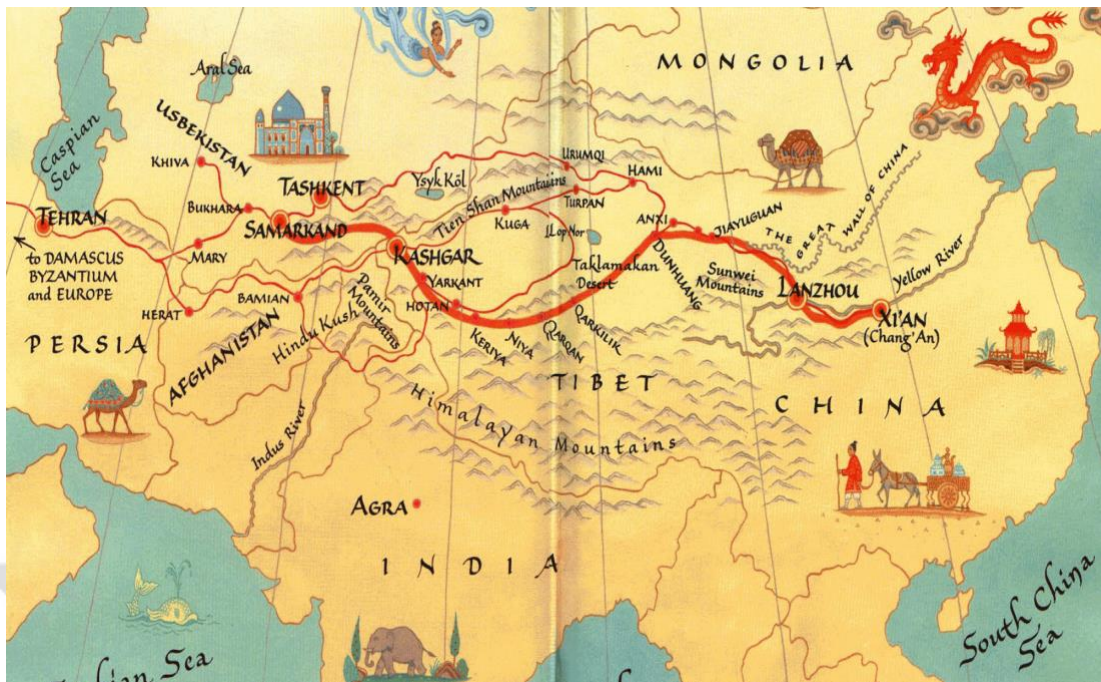 MONGOLIA
Aral Sea
USBEKISTAN
Caspian
Sea
KHIVA
TASHKENT
Ysyk Köl
URUMQI
HAMI
Tien Shan Mountains
TURPAN
THE GREAT WALL OF CHINA
BUKHARA
SAMARKAND
KUGA
ANXI
JIAYUGUAN
TEHRAN
Lop Nor
MARY
KASHGAR
Taklamakan
Desert
DUNHUANG
Sunwei
Mountains
Yellow River
to DAMASCUS
BYZANTIUM
and EUROPE
YARKANT
LANZHOU
BAMIAN
Pamir
Mountains
HOTAN
HERAT
XI'AN
(Chang'An)
PERSIA
AFGHANISTAN
Hindu Kush
KERIYA
NIYA
QARQAN
QARKILIK
TIBET
CHINA
Himalayan Mountains
Indus River
AGRA
INDIA
South China
Sea
Sea